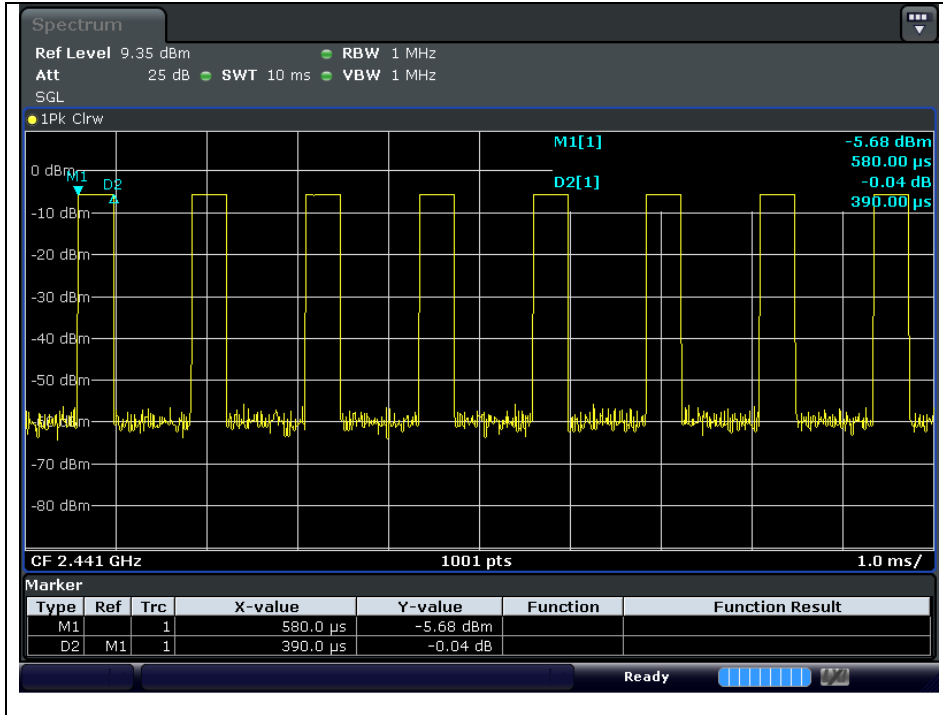 Spectrum
Ref Level 9.35 dBm RBW 1 MHz
Att 25 dB SWT 10 ms VBW 1 MHz
SGL
1Pk Clrw
M1[1] -5.68 dBm
580.00 µs
D2[1] -0.04 dB
390.00 µs
0 dBm
M1
D2
-10 dBm
-20 dBm
-30 dBm
-40 dBm
-50 dBm
-70 dBm
-80 dBm
CF 2.441 GHz 1001 pts 1.0 ms/
Marker
Type Ref Trc X-value Y-value Function Function Result
M1 1 580.0 µs -5.68 dBm
D2 M1 1 390.0 µs -0.04 dB
Ready